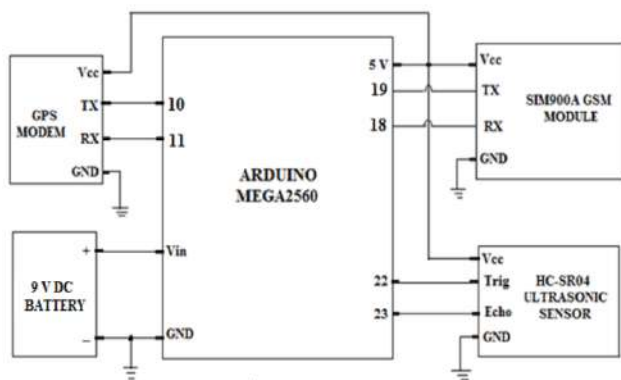 Vcc
TX
RX
GND
GPS
MODEM
10
11
Vin
GND
+
−
9 V DC
BATTERY
ARDUINO
MEGA2560
5 V
19
18
22
23
Vcc
TX
RX
GND
SIM900A GSM
MODULE
Vcc
Trig
Echo
GND
HC-SR04
ULTRASONIC
SENSOR